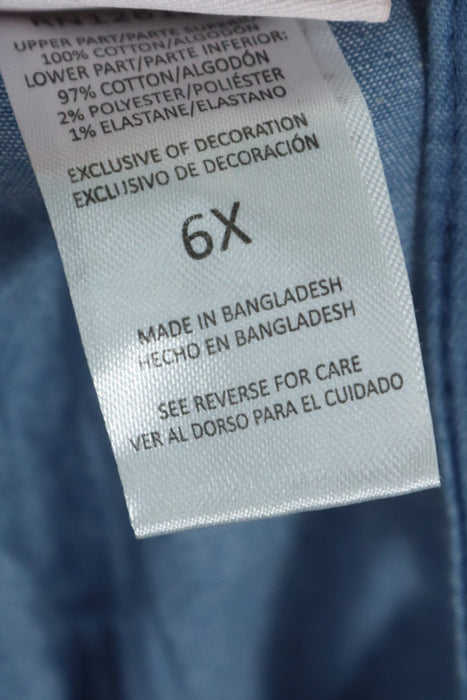 UPPER PART/PARTE SUPERIOR
100% COTTON/ALGODÓN
LOWER PART/PARTE INFERIOR:
97% COTTON/ALGODÓN
2% POLYESTER/POLIÉSTER
1% ELASTANE/ELASTANO
EXCLUSIVE OF DECORATION
EXCLUSIVO DE DECORACIÓN
6X
MADE IN BANGLADESH
HECHO EN BANGLADESH
SEE REVERSE FOR CARE
VER AL DORSO PARA EL CUIDADO